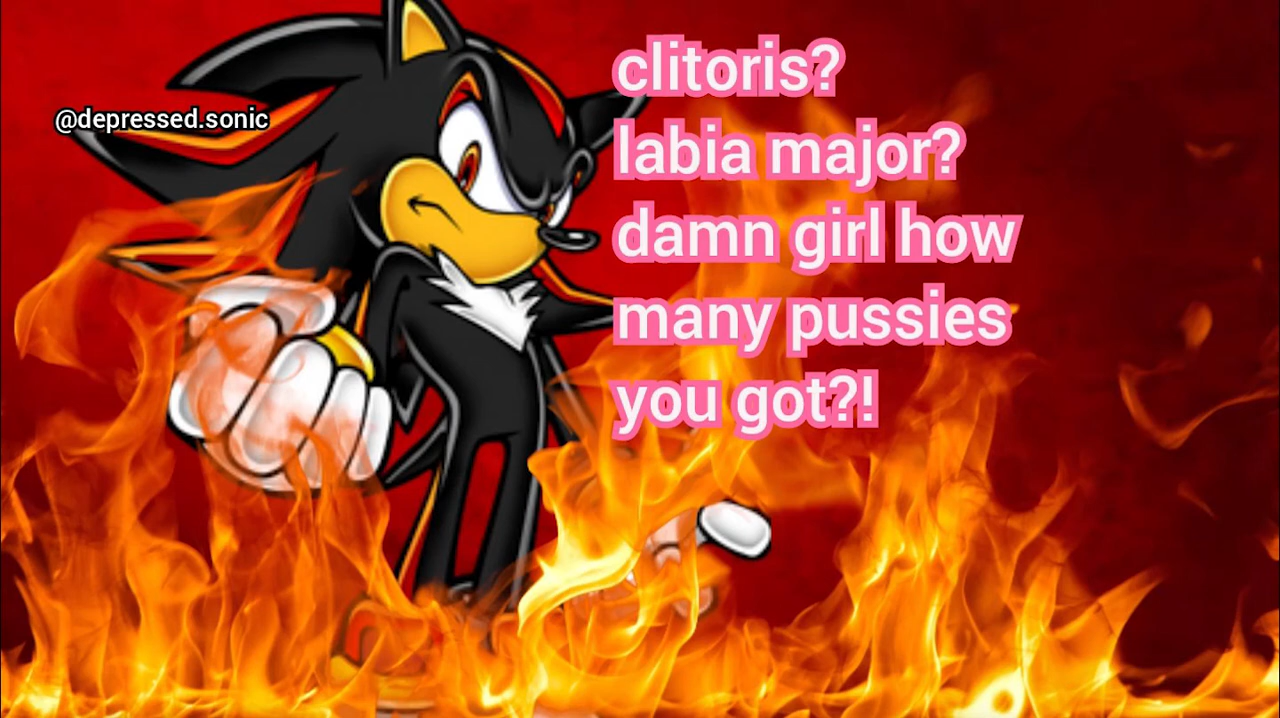 @depressed.sonic
clitoris?
labia major?
damn girl how
many pussies
you got?!